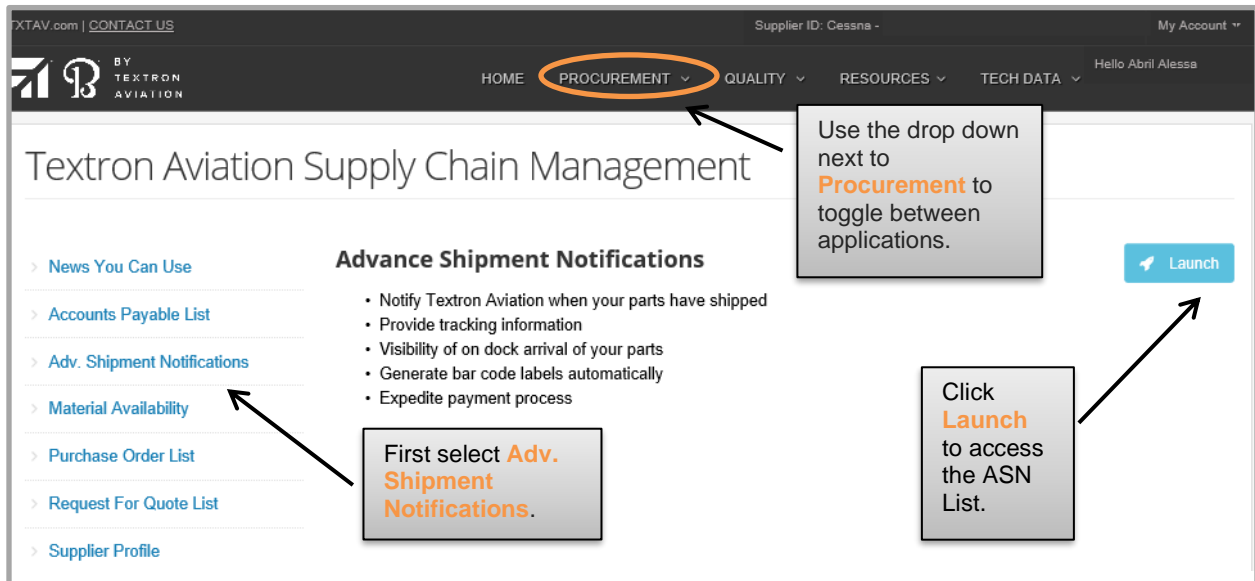 TXTAV.com | CONTACT US
Supplier ID: Cessna -
My Account
BY
TEXTRON
AVIATION
HOME PROCUREMENT QUALITY RESOURCES TECH DATA
Hello Abril Alessa
Use the drop down
next to
Procurement to
toggle between
applications.
Textron Aviation Supply Chain Management
News You Can Use
Accounts Payable List
Adv. Shipment Notifications
Material Availability
Purchase Order List
Request For Quote List
Supplier Profile
Advance Shipment Notifications
• Notify Textron Aviation when your parts have shipped
• Provide tracking information
• Visibility of on dock arrival of your parts
• Generate bar code labels automatically
• Expedite payment process
Launch
First select Adv.
Shipment
Notifications.
Click
Launch
to access
the ASN
List.